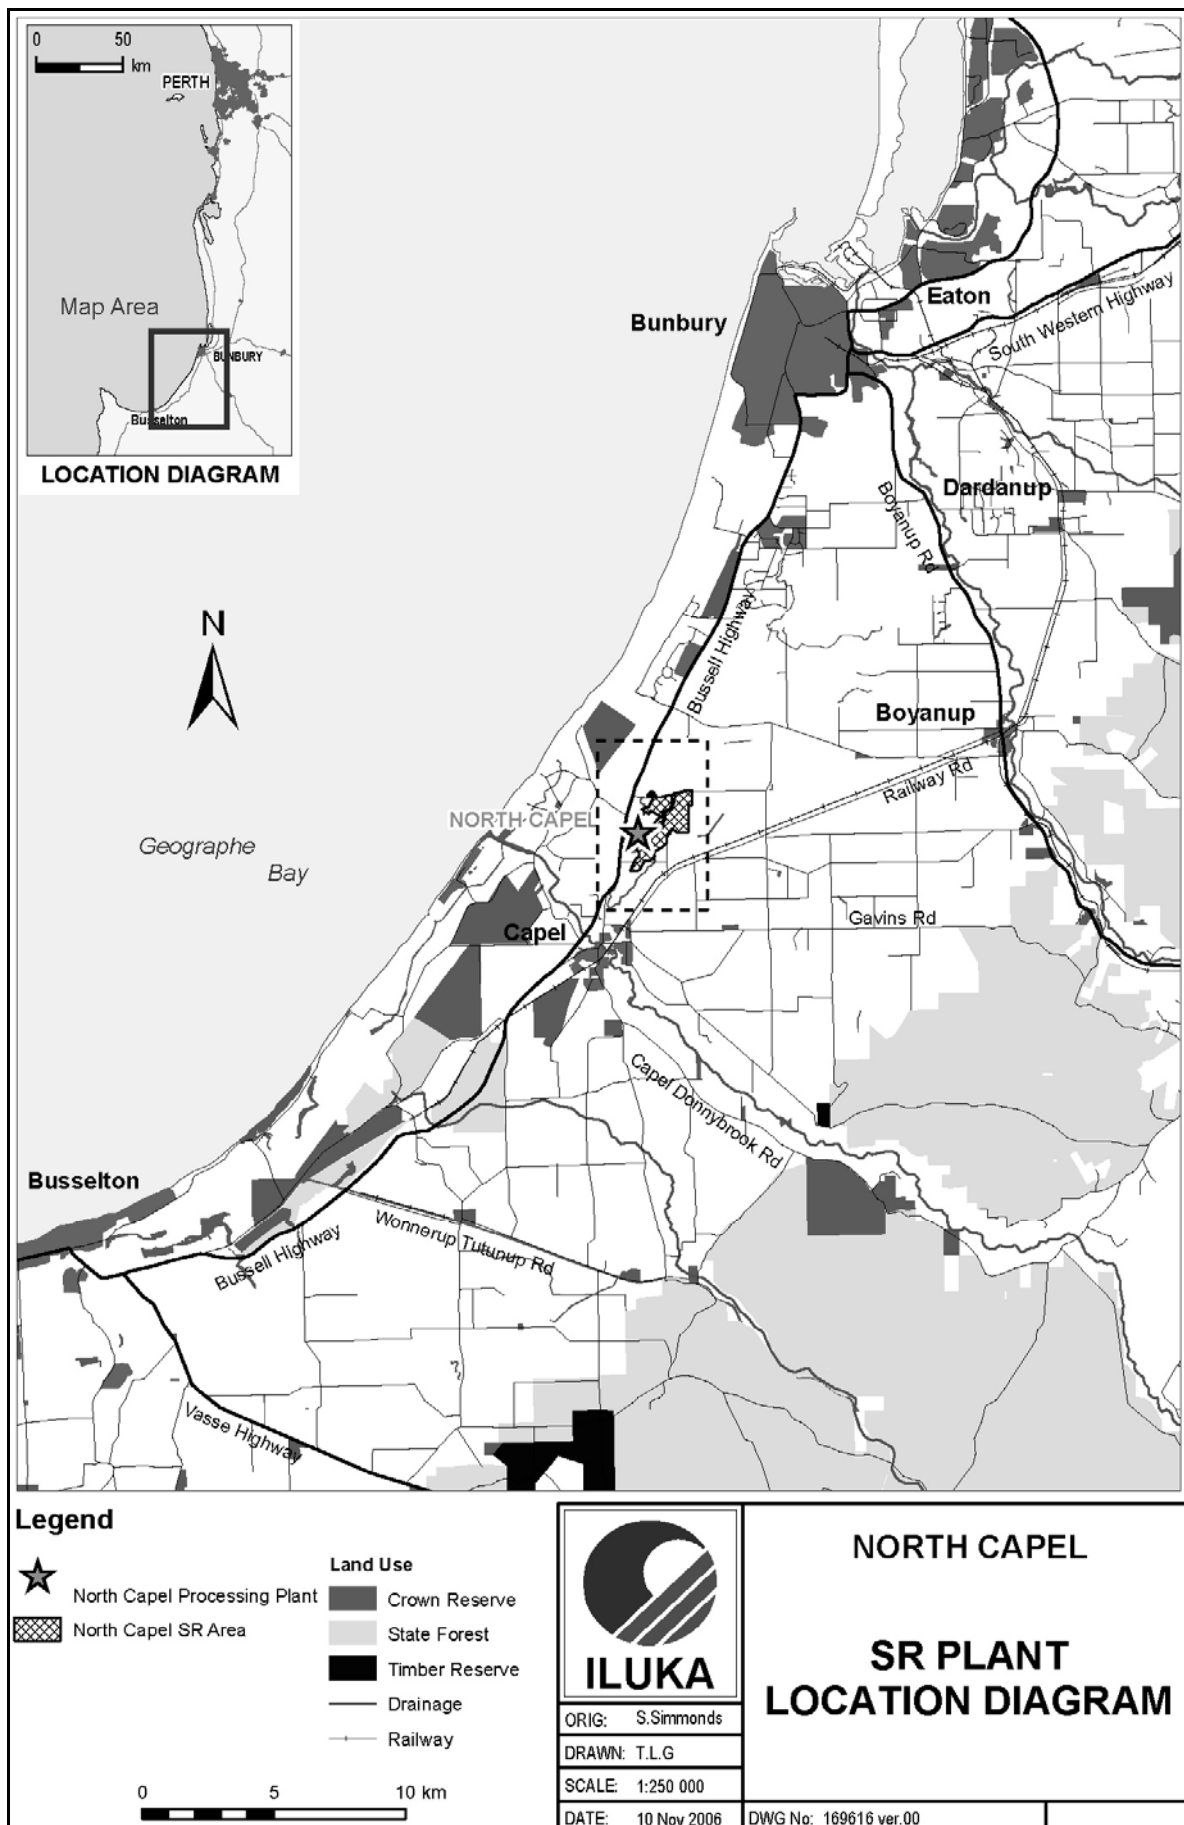 0 50
km
PERTH
Map Area
BUNBURY
Busselton
LOCATION DIAGRAM
Bunbury
Eaton
South Western Highway
Dardanup
Boyanup Rd
Bussell Highway
N
Boyanup
Railway Rd
NORTH CAPEL
Geographe
Bay
Gavins Rd
Capel
Capel Donnybrook Rd
Busselton
Wonnerup Tutunup Rd
Bussell Highway
Vasse Highway
Legend
North Capel Processing Plant
North Capel SR Area
Land Use
Crown Reserve
State Forest
Timber Reserve
Drainage
Railway
0 5 10 km
ILUKA
ORIG: S.Simmonds
DRAWN: T.L.G
SCALE: 1:250 000
DATE: 10 Nov 2006
NORTH CAPEL
SR PLANT
LOCATION DIAGRAM
DWG No: 169616 ver.00